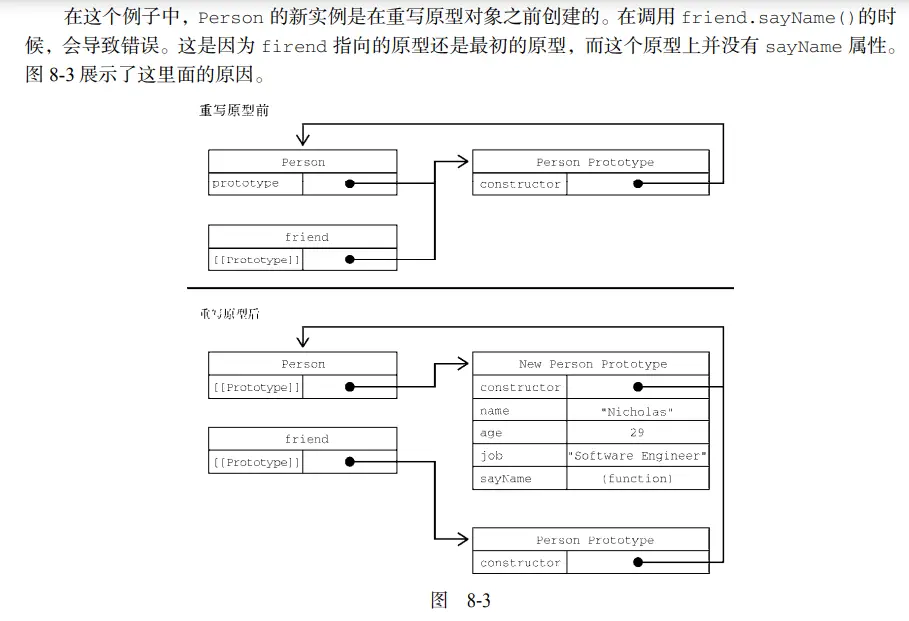 在这个例子中，Person 的新实例是在重写原型对象之前创建的。在调用 friend.sayName()的时
候，会导致错误。这是因为 firend 指向的原型还是最初的原型，而这个原型上并没有 sayName 属性。
图 8-3 展示了这里面的原因。
重写原型前
Person
Person Prototype
prototype
constructor
friend
[[Prototype]]
重写原型后
Person
New Person Prototype
[[Prototype]]
constructor
name
"Nicholas"
age
29
friend
job
"Software Engineer"
[[Prototype]]
sayName
(function)
Person Prototype
constructor
图 8-3